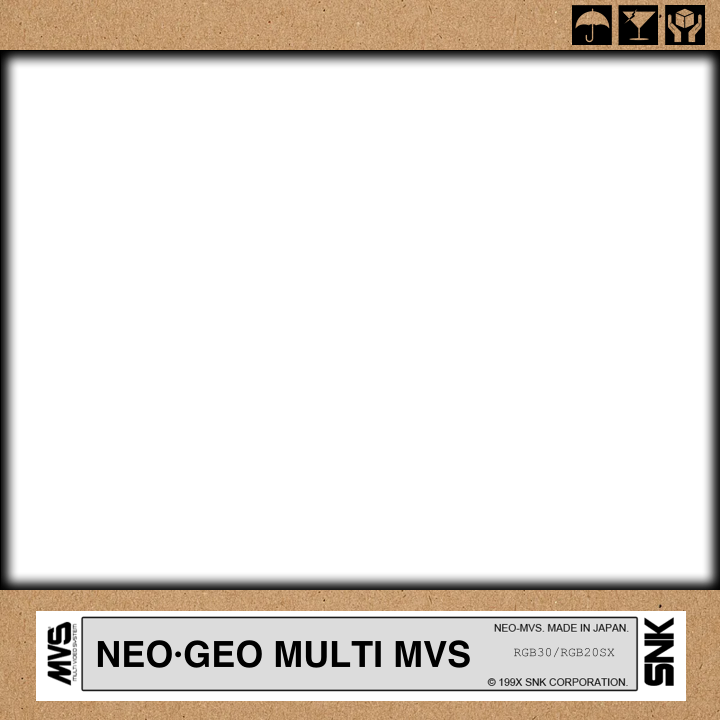 MVS
MULTI VIDEO SYSTEM
NEO·GEO MULTI MVS
NEO-MVS. MADE IN JAPAN.
RGB30/RGB20SX
© 199X SNK CORPORATION.
SNK